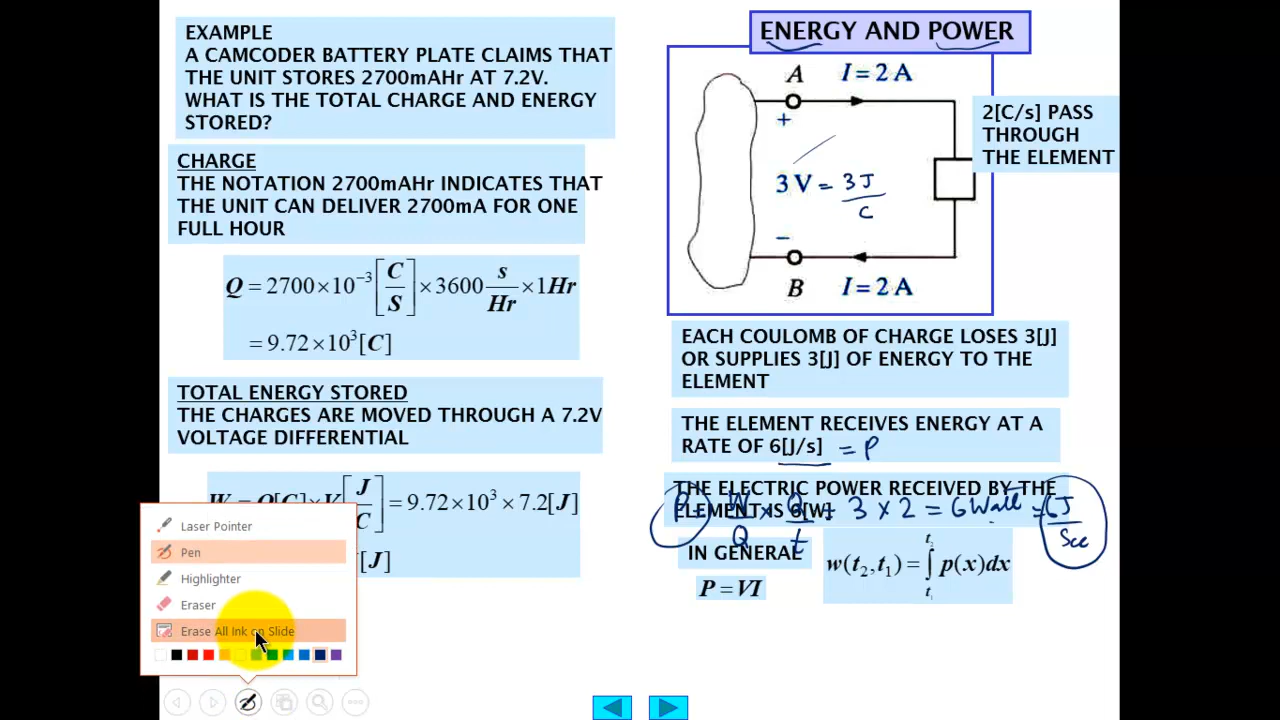 EXAMPLE
A CAMCODER BATTERY PLATE CLAIMS THAT
THE UNIT STORES 2700mAHr AT 7.2V.
WHAT IS THE TOTAL CHARGE AND ENERGY
STORED?
CHARGE
THE NOTATION 2700mAHr INDICATES THAT
THE UNIT CAN DELIVER 2700mA FOR ONE
FULL HOUR
Q = 2700×10⁻³ [C/S] × 3600 s/Hr × 1Hr
= 9.72×10³[C]
TOTAL ENERGY STORED
THE CHARGES ARE MOVED THROUGH A 7.2V
VOLTAGE DIFFERENTIAL
W = Q[C] × V [J/C] = 9.72×10³ × 7.2[J]
[J]
Laser Pointer
Pen
Highlighter
Eraser
Erase All Ink on Slide
ENERGY AND POWER
A I = 2 A
+
3 V = 3J/C
−
B I = 2 A
2[C/s] PASS
THROUGH
THE ELEMENT
EACH COULOMB OF CHARGE LOSES 3[J]
OR SUPPLIES 3[J] OF ENERGY TO THE
ELEMENT
THE ELEMENT RECEIVES ENERGY AT A
RATE OF 6[J/s] = P
THE ELECTRIC POWER RECEIVED BY THE
ELEMENT IS 6[W]
P = W/Q × Q/t = 3 × 2 = 6 Watt = 6J/Sec
IN GENERAL
P = VI
w(t₂,t₁) = ∫ₜ₁ᵗ₂ p(x)dx